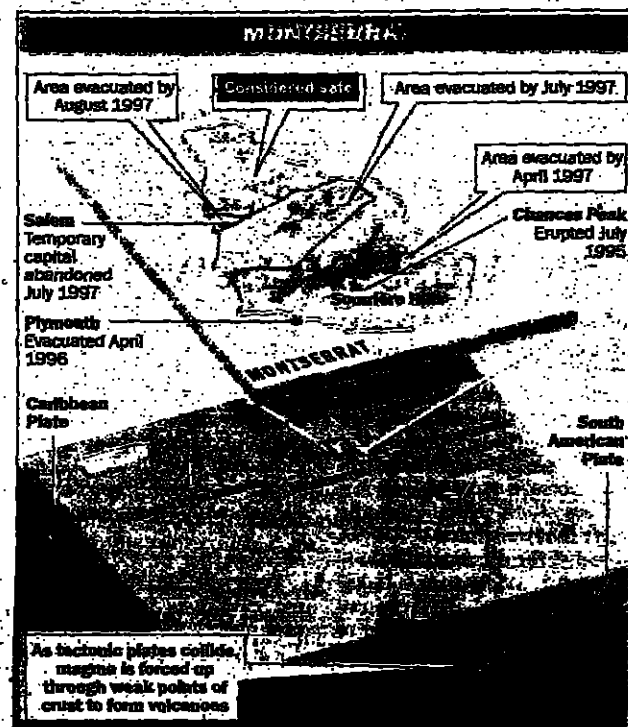 MONTSERRAT
Area evacuated by
August 1997
Considered safe
Area evacuated by July 1997
Area evacuated by
April 1997
Salem
Temporary
capital
abandoned
July 1997
Chances Peak
Erupted July
1995
Soufriere Hills
Plymouth
Evacuated April
1996
MONTSERRAT
Caribbean
Plate
South
American
Plate
As tectonic plates collide,
magma is forced up
through weak points of
crust to form volcanoes